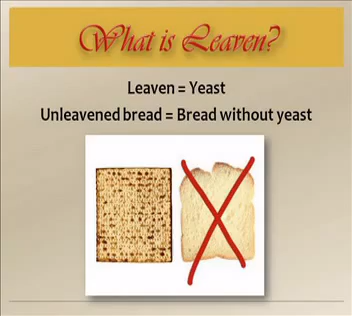 What is Leaven?
Leaven = Yeast
Unleavened bread = Bread without yeast